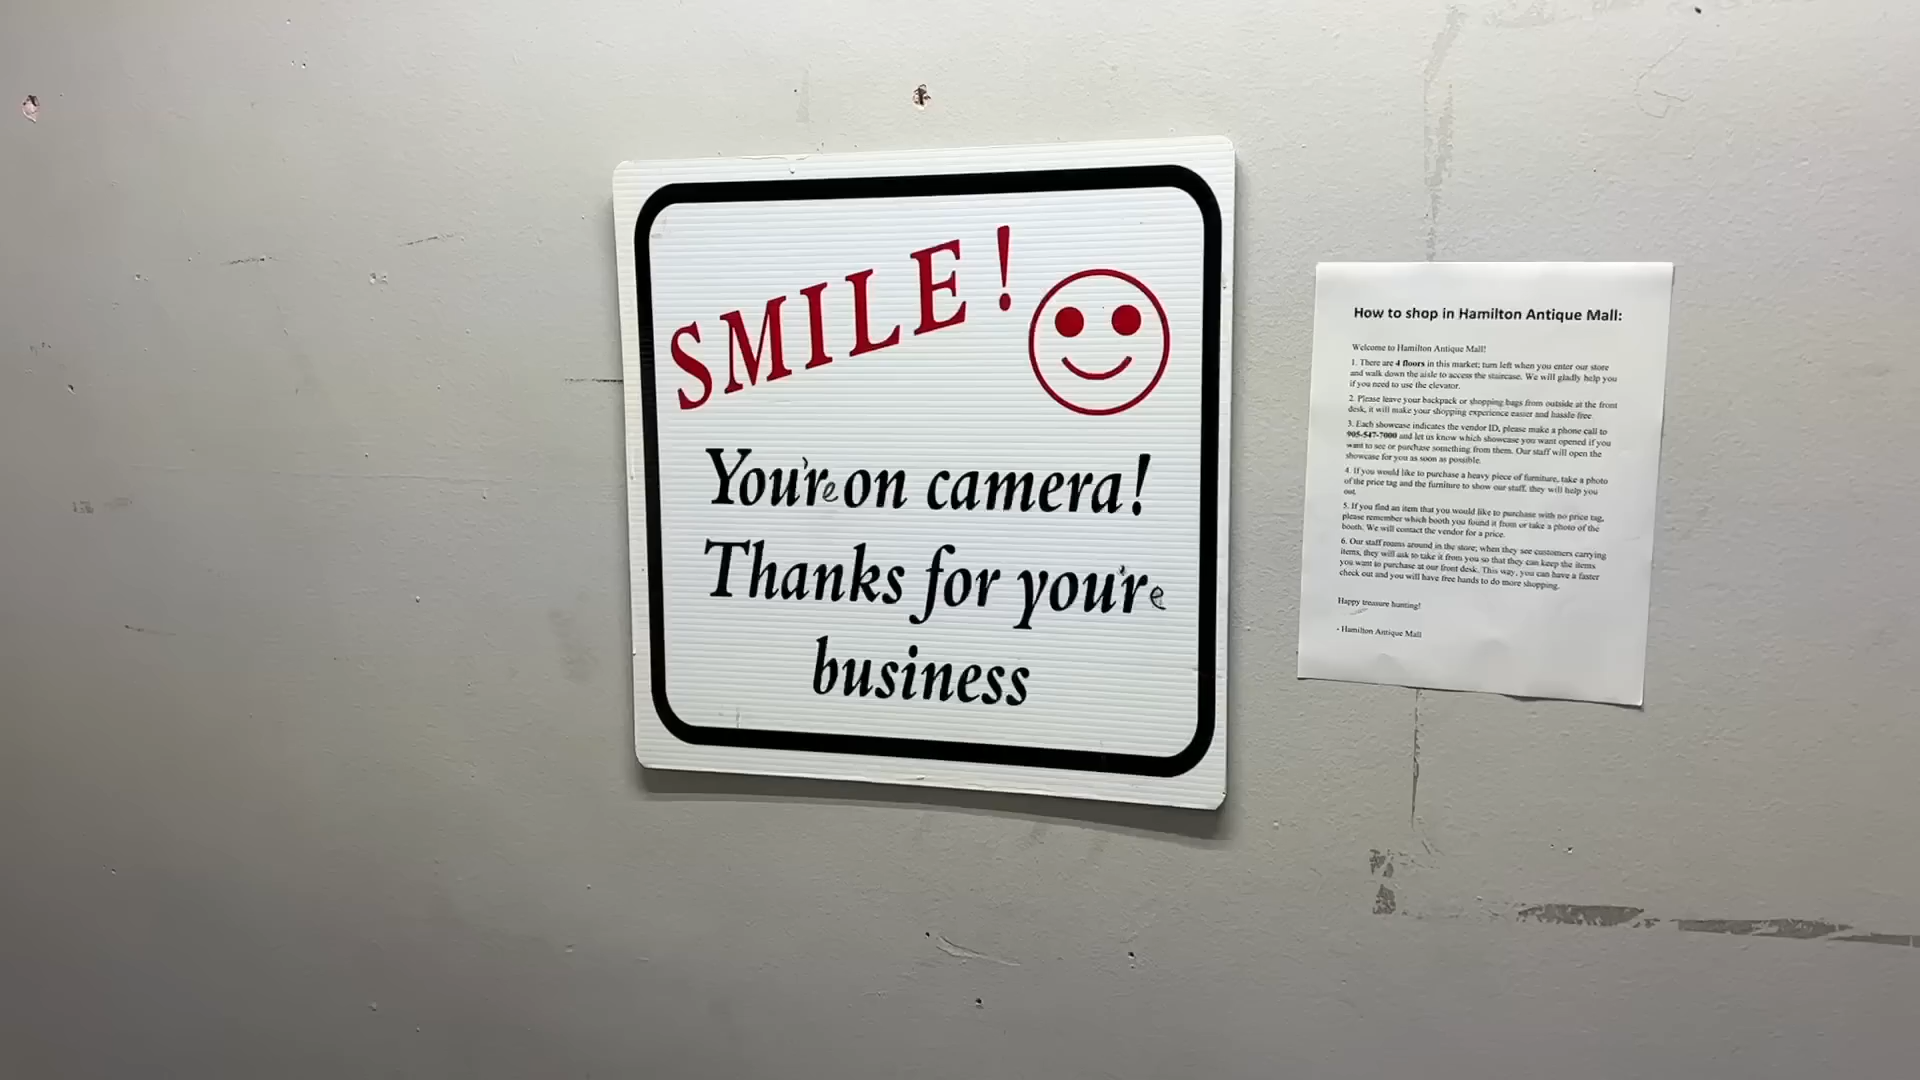 SMILE!
You're on camera!
Thanks for you're
business
How to shop in Hamilton Antique Mall:
Welcome to Hamilton Antique Mall!
1. There are 4 floors in this market; turn left when you enter our store
and walk down the aisle to access the staircase. We will gladly help you
if you need to use the elevator.
2. Please leave your backpack or shopping bags from outside at the front
desk, it will make your shopping experience easier and hassle free.
3. Each showcase indicates the vendor ID, please make a phone call to
905-547-7000 and let us know which showcase you want opened if you
want to see or purchase something from them. Our staff will open the
showcase for you as soon as possible.
4. If you would like to purchase a heavy piece of furniture, take a photo
of the price tag and the furniture to show our staff, they will help you
out.
5. If you find an item that you would like to purchase with no price tag,
please remember which booth you found it from or take a photo of the
booth. We will contact the vendor for a price.
6. Our staff roams around in the store; when they see customers carrying
items, they will ask to take it from you so that they can keep the items
you want to purchase at our front desk. This way, you can have a faster
check out and you will have free hands to do more shopping.
Happy treasure hunting!
- Hamilton Antique Mall